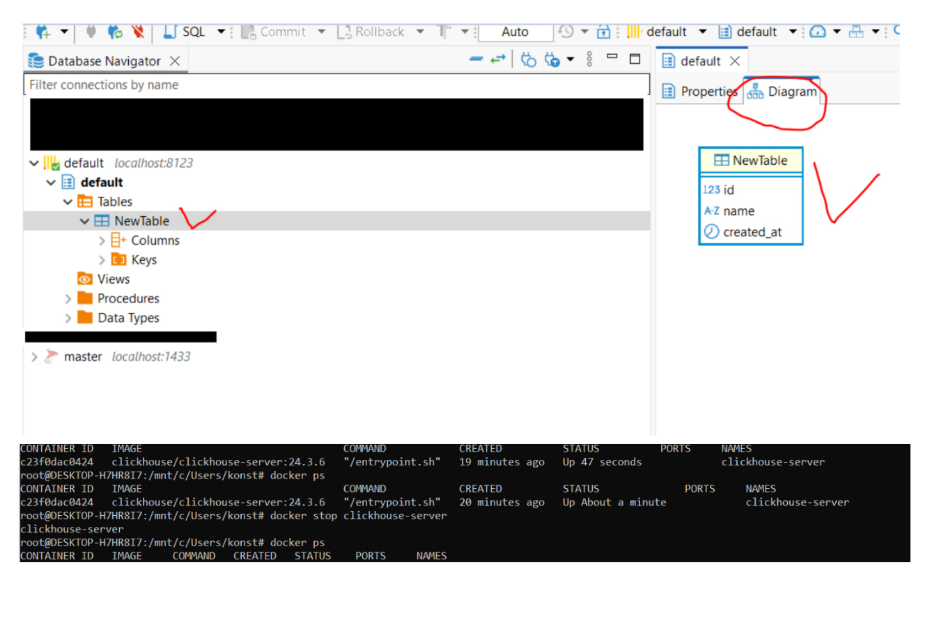 SQL Commit Rollback Auto default default
Database Navigator
default
Filter connections by name
Properties Diagram
default localhost:8123
default
Tables
NewTable
Columns
Keys
Views
Procedures
Data Types
master localhost:1433
NewTable
123 id
A-Z name
created_at
CONTAINER ID IMAGE COMMAND CREATED STATUS PORTS NAMES
c23f0dac0424 clickhouse/clickhouse-server:24.3.6 "/entrypoint.sh" 19 minutes ago Up 47 seconds clickhouse-server
root@DESKTOP-H7HR8I7:/mnt/c/Users/konst# docker ps
CONTAINER ID IMAGE COMMAND CREATED STATUS PORTS NAMES
c23f0dac0424 clickhouse/clickhouse-server:24.3.6 "/entrypoint.sh" 20 minutes ago Up About a minute clickhouse-server
root@DESKTOP-H7HR8I7:/mnt/c/Users/konst# docker stop clickhouse-server
clickhouse-server
root@DESKTOP-H7HR8I7:/mnt/c/Users/konst# docker ps
CONTAINER ID IMAGE COMMAND CREATED STATUS PORTS NAMES